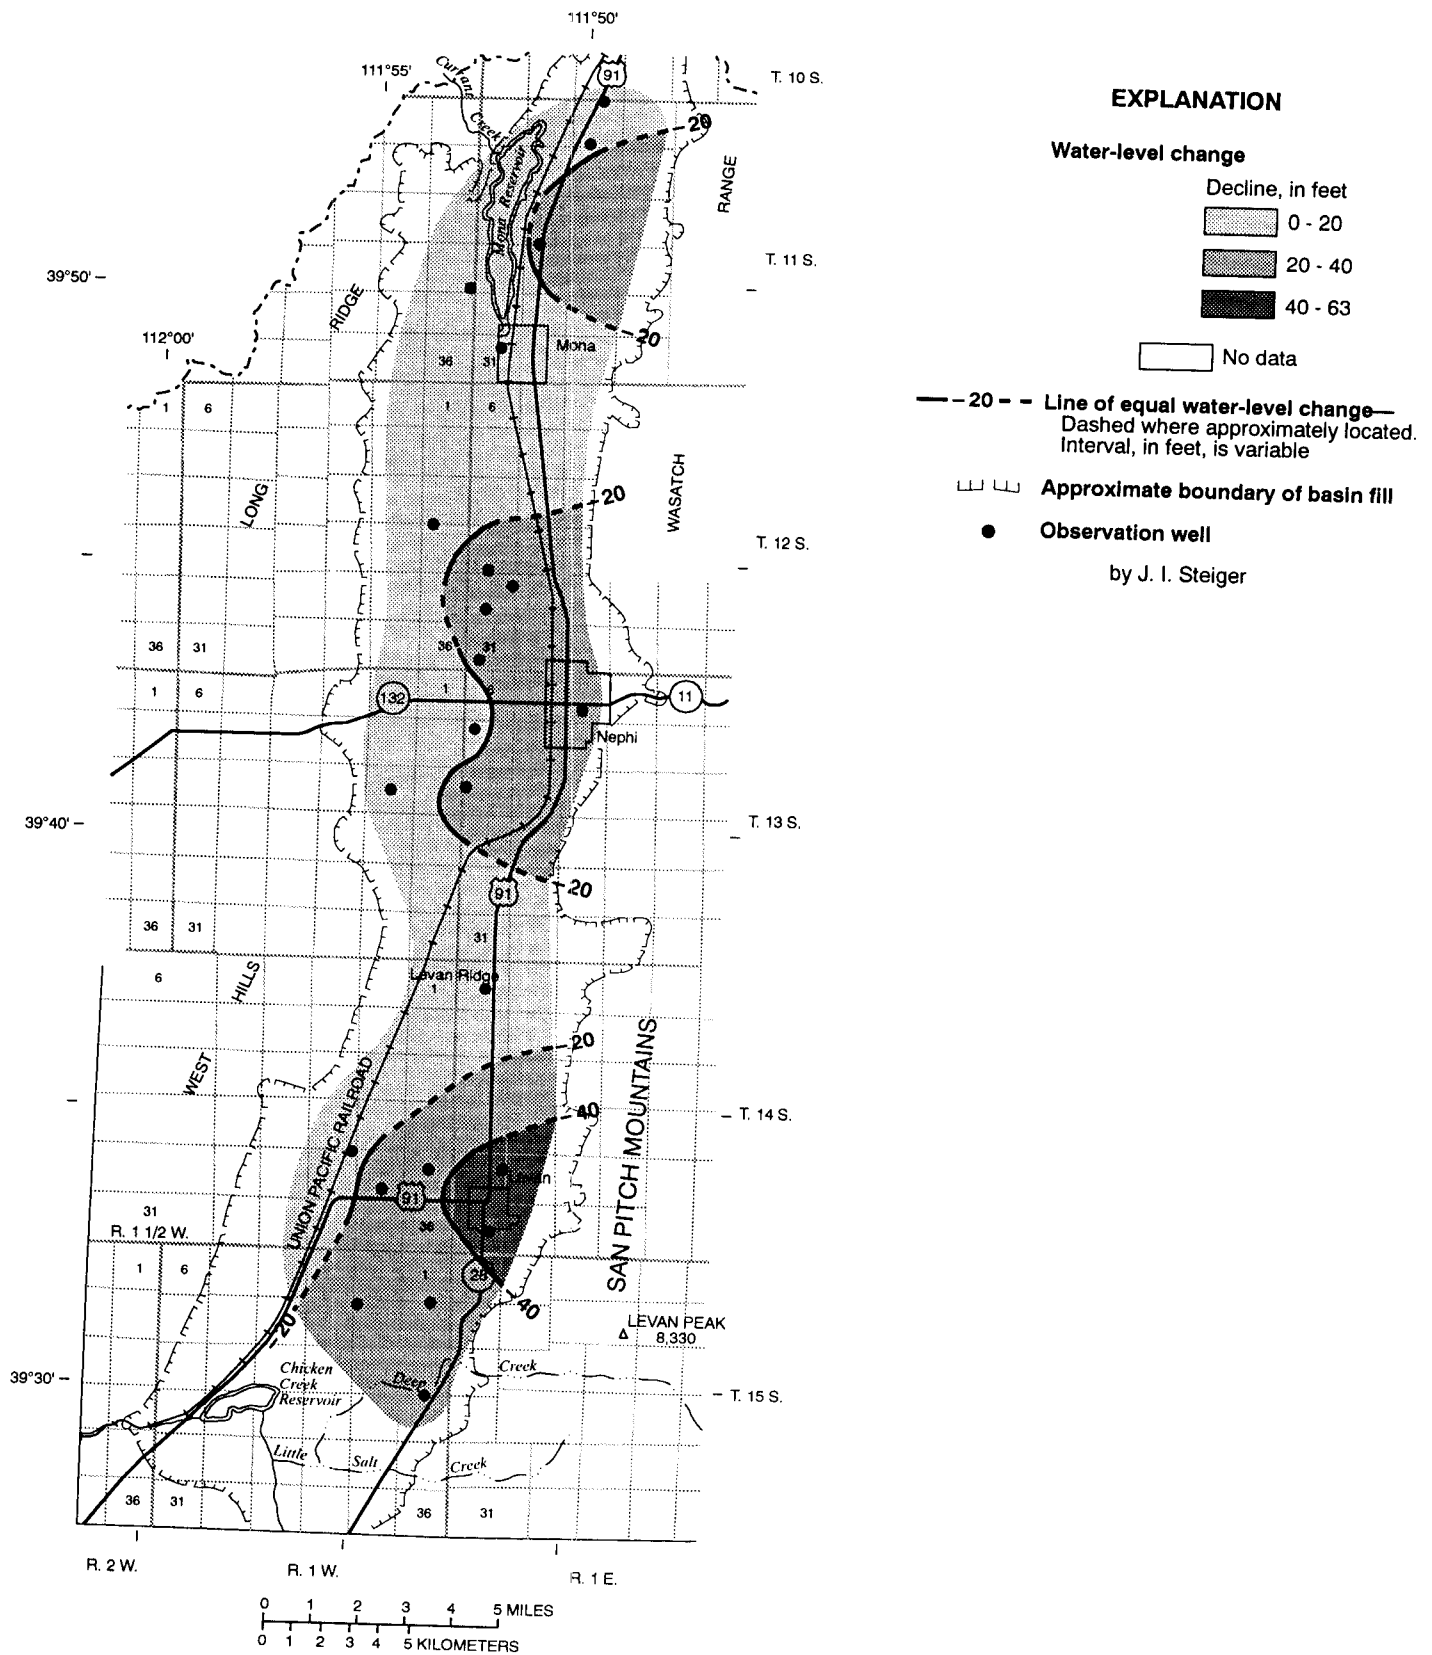 111°50'
111°55'
Currant
Creek
91
T. 10 S.
20
Mona Reservoir
RANGE
T. 11 S.
39°50'
RIDGE
20
112°00'
Mona
36 31
1 6
1 6
20
LONG
WASATCH
T. 12 S.
36 31
36 31
1 6
1
132
11
Nephi
39°40'
T. 13 S.
20
91
36 31
31
Levan Ridge
6
1
HILLS
20
WEST
40
T. 14 S.
UNION PACIFIC RAILROAD
SAN PITCH MOUNTAINS
Levan
91
31
36
R. 1 1/2 W.
1 6
1
28
40
20
LEVAN PEAK
8,330
Chicken
Creek
Reservoir
Deep
Creek
39°30'
T. 15 S.
Little
Salt
Creek
36 31
36 31
R. 2 W.
R. 1 W.
R. 1 E.
0 1 2 3 4 5 MILES
0 1 2 3 4 5 KILOMETERS
EXPLANATION
Water-level change
Decline, in feet
0 - 20
20 - 40
40 - 63
No data
—–20 – – Line of equal water-level change—
Dashed where approximately located.
Interval, in feet, is variable
Approximate boundary of basin fill
Observation well
by J. I. Steiger